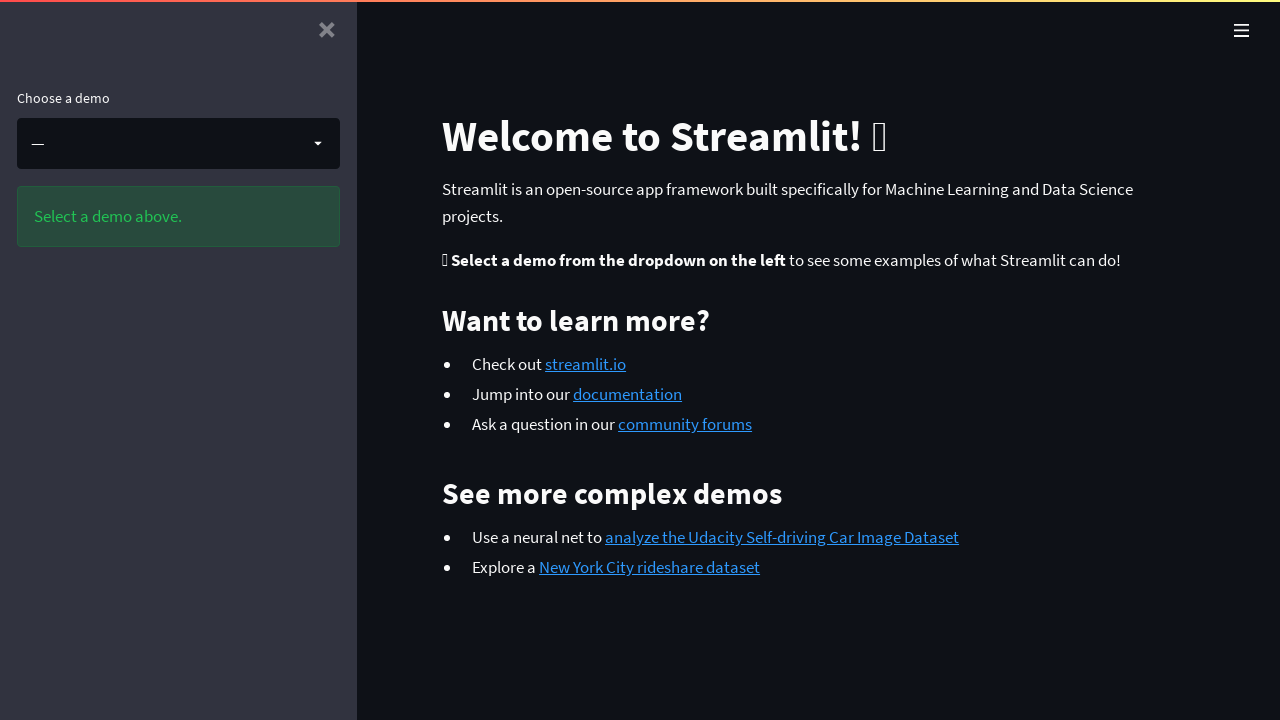 Choose a demo
—
Select a demo above.
Welcome to Streamlit!
Streamlit is an open-source app framework built specifically for Machine Learning and Data Science
projects.
Select a demo from the dropdown on the left to see some examples of what Streamlit can do!
Want to learn more?
Check out streamlit.io
Jump into our documentation
Ask a question in our community forums
See more complex demos
Use a neural net to analyze the Udacity Self-driving Car Image Dataset
Explore a New York City rideshare dataset